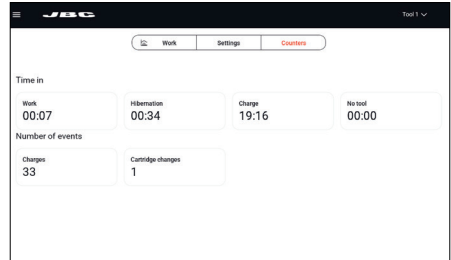 JBC
Tool 1
Work Settings Counters
Time in
Work Hibernation Charge No tool
00:07 00:34 19:16 00:00
Number of events
Charges Cartridge changes
33 1